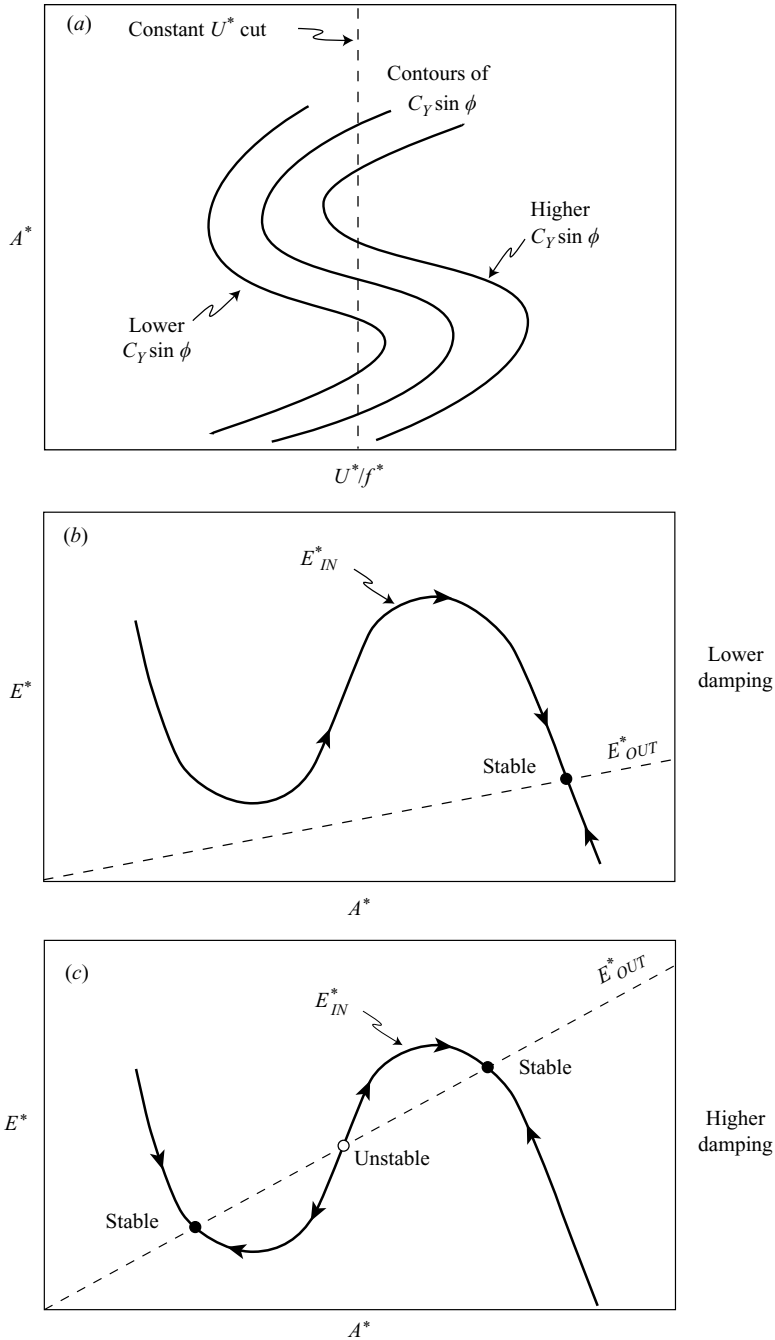 (a)
Constant U* cut
Contours of
C_Y sin ϕ
Higher
C_Y sin ϕ
A*
Lower
C_Y sin ϕ
U*/f*
(b)
E*_IN
Lower
damping
E*
E*_OUT
Stable
A*
(c)
E*_OUT
E*_IN
Stable
E*
Higher
damping
Unstable
Stable
A*